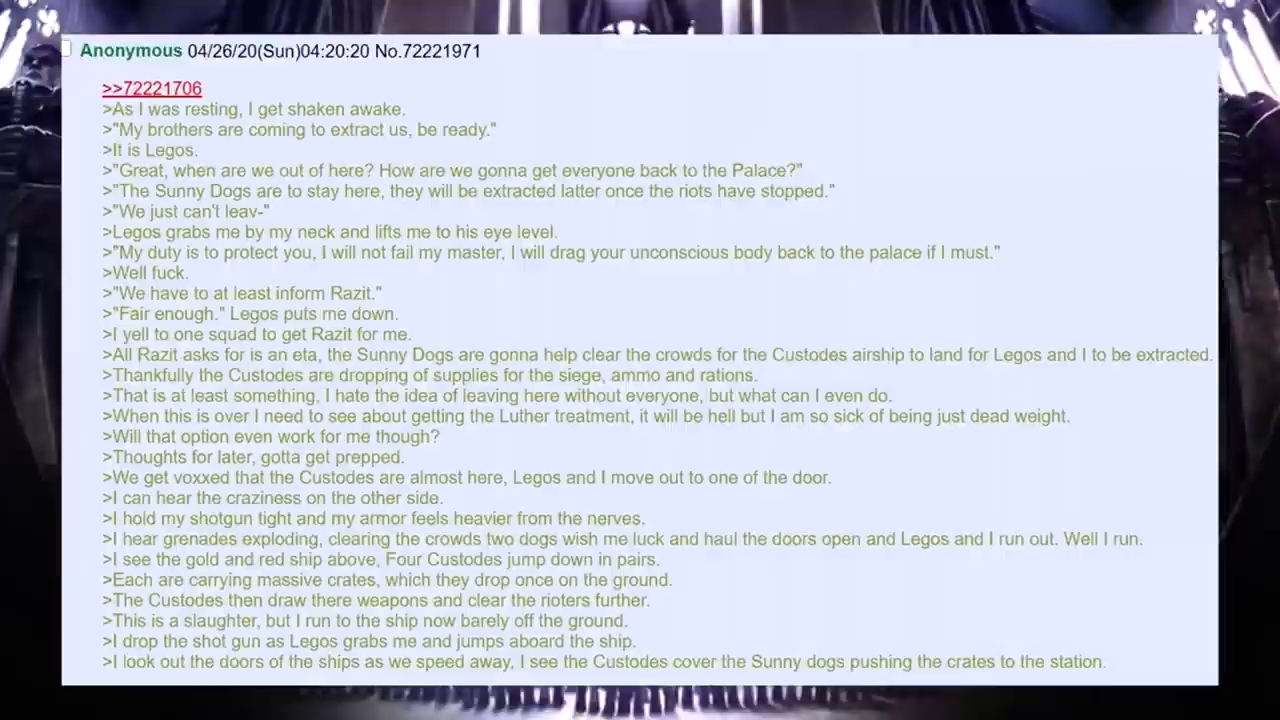 Anonymous 04/26/20(Sun)04:20:20 No.72221971
>>72221706
>As I was resting, I get shaken awake.
>"My brothers are coming to extract us, be ready."
>It is Legos.
>"Great, when are we out of here? How are we gonna get everyone back to the Palace?"
>"The Sunny Dogs are to stay here, they will be extracted latter once the riots have stopped."
>"We just can't leav-"
>Legos grabs me by my neck and lifts me to his eye level.
>"My duty is to protect you, I will not fail my master, I will drag your unconscious body back to the palace if I must."
>Well fuck.
>"We have to at least inform Razit."
>"Fair enough." Legos puts me down.
>I yell to one squad to get Razit for me.
>All Razit asks for is an eta, the Sunny Dogs are gonna help clear the crowds for the Custodes airship to land for Legos and I to be extracted.
>Thankfully the Custodes are dropping of supplies for the siege, ammo and rations.
>That is at least something, I hate the idea of leaving here without everyone, but what can I even do.
>When this is over I need to see about getting the Luther treatment, it will be hell but I am so sick of being just dead weight.
>Will that option even work for me though?
>Thoughts for later, gotta get prepped.
>We get voxxed that the Custodes are almost here, Legos and I move out to one of the door.
>I can hear the craziness on the other side.
>I hold my shotgun tight and my armor feels heavier from the nerves.
>I hear grenades exploding, clearing the crowds two dogs wish me luck and haul the doors open and Legos and I run out. Well I run.
>I see the gold and red ship above, Four Custodes jump down in pairs.
>Each are carrying massive crates, which they drop once on the ground.
>The Custodes then draw there weapons and clear the rioters further.
>This is a slaughter, but I run to the ship now barely off the ground.
>I drop the shot gun as Legos grabs me and jumps aboard the ship.
>I look out the doors of the ships as we speed away, I see the Custodes cover the Sunny dogs pushing the crates to the station.